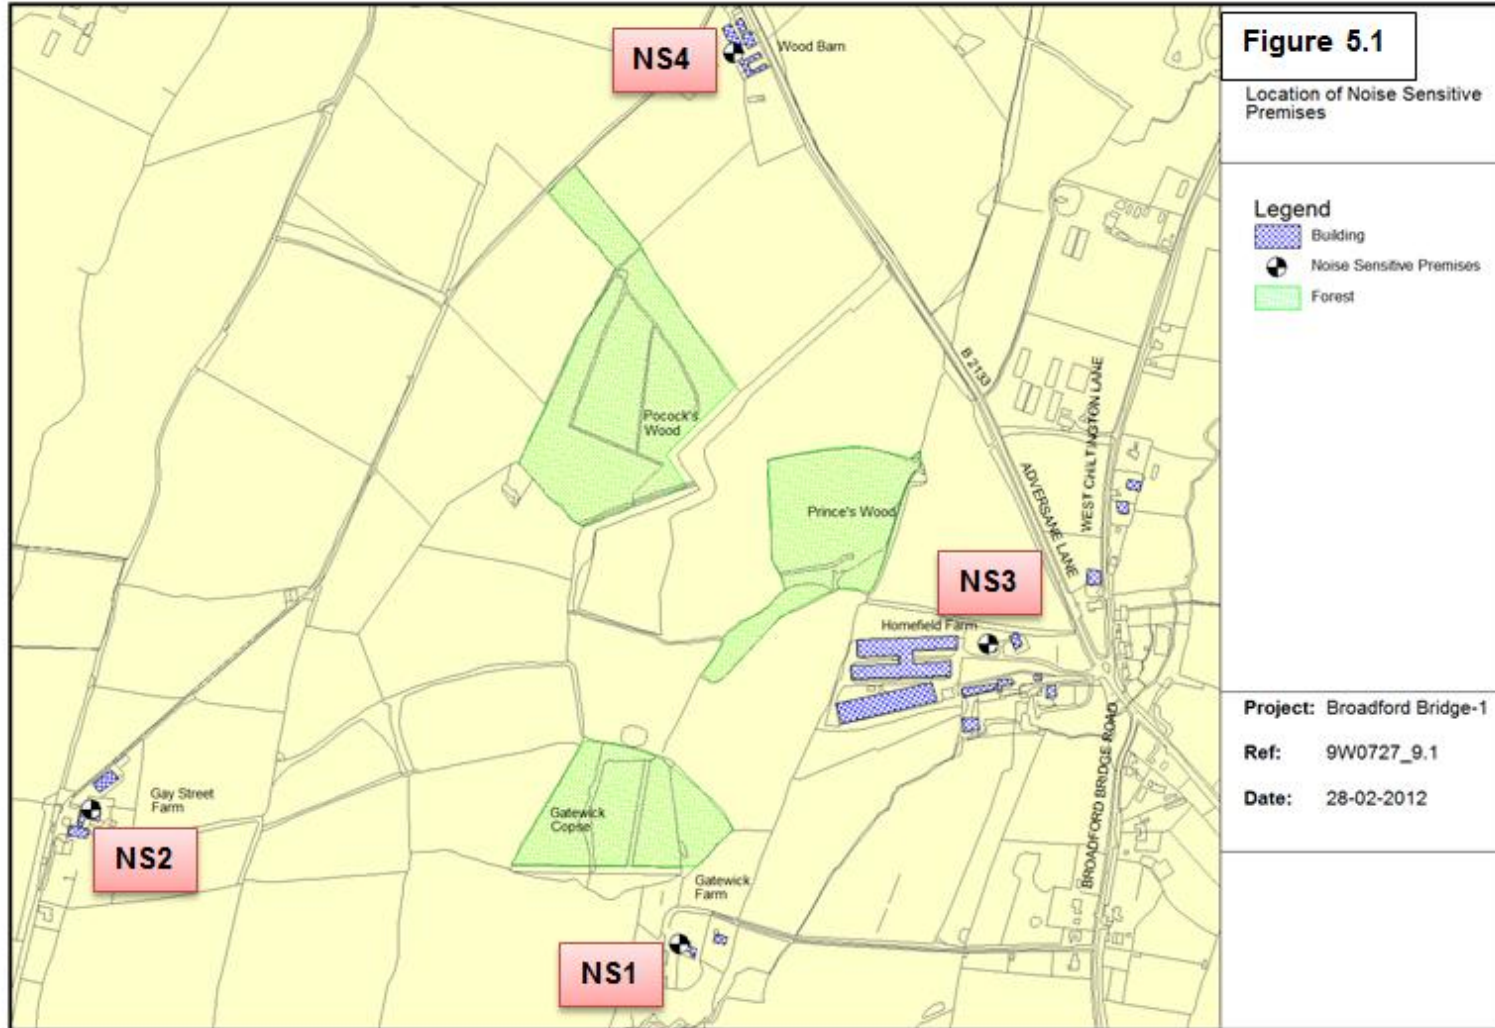 NS4
Wood Barn
Pocock's
Wood
B 2133
ADVERSANE LANE
WEST CHILTINGTON LANE
Prince's Wood
NS3
Homefield Farm
BROADFORD BRIDGE ROAD
Gay Street
Farm
NS2
Gatewick
Copse
Gatewick
Farm
NS1
Figure 5.1
Location of Noise Sensitive
Premises
Legend
Building
Noise Sensitive Premises
Forest
Project: Broadford Bridge-1
Ref: 9W0727_9.1
Date: 28-02-2012